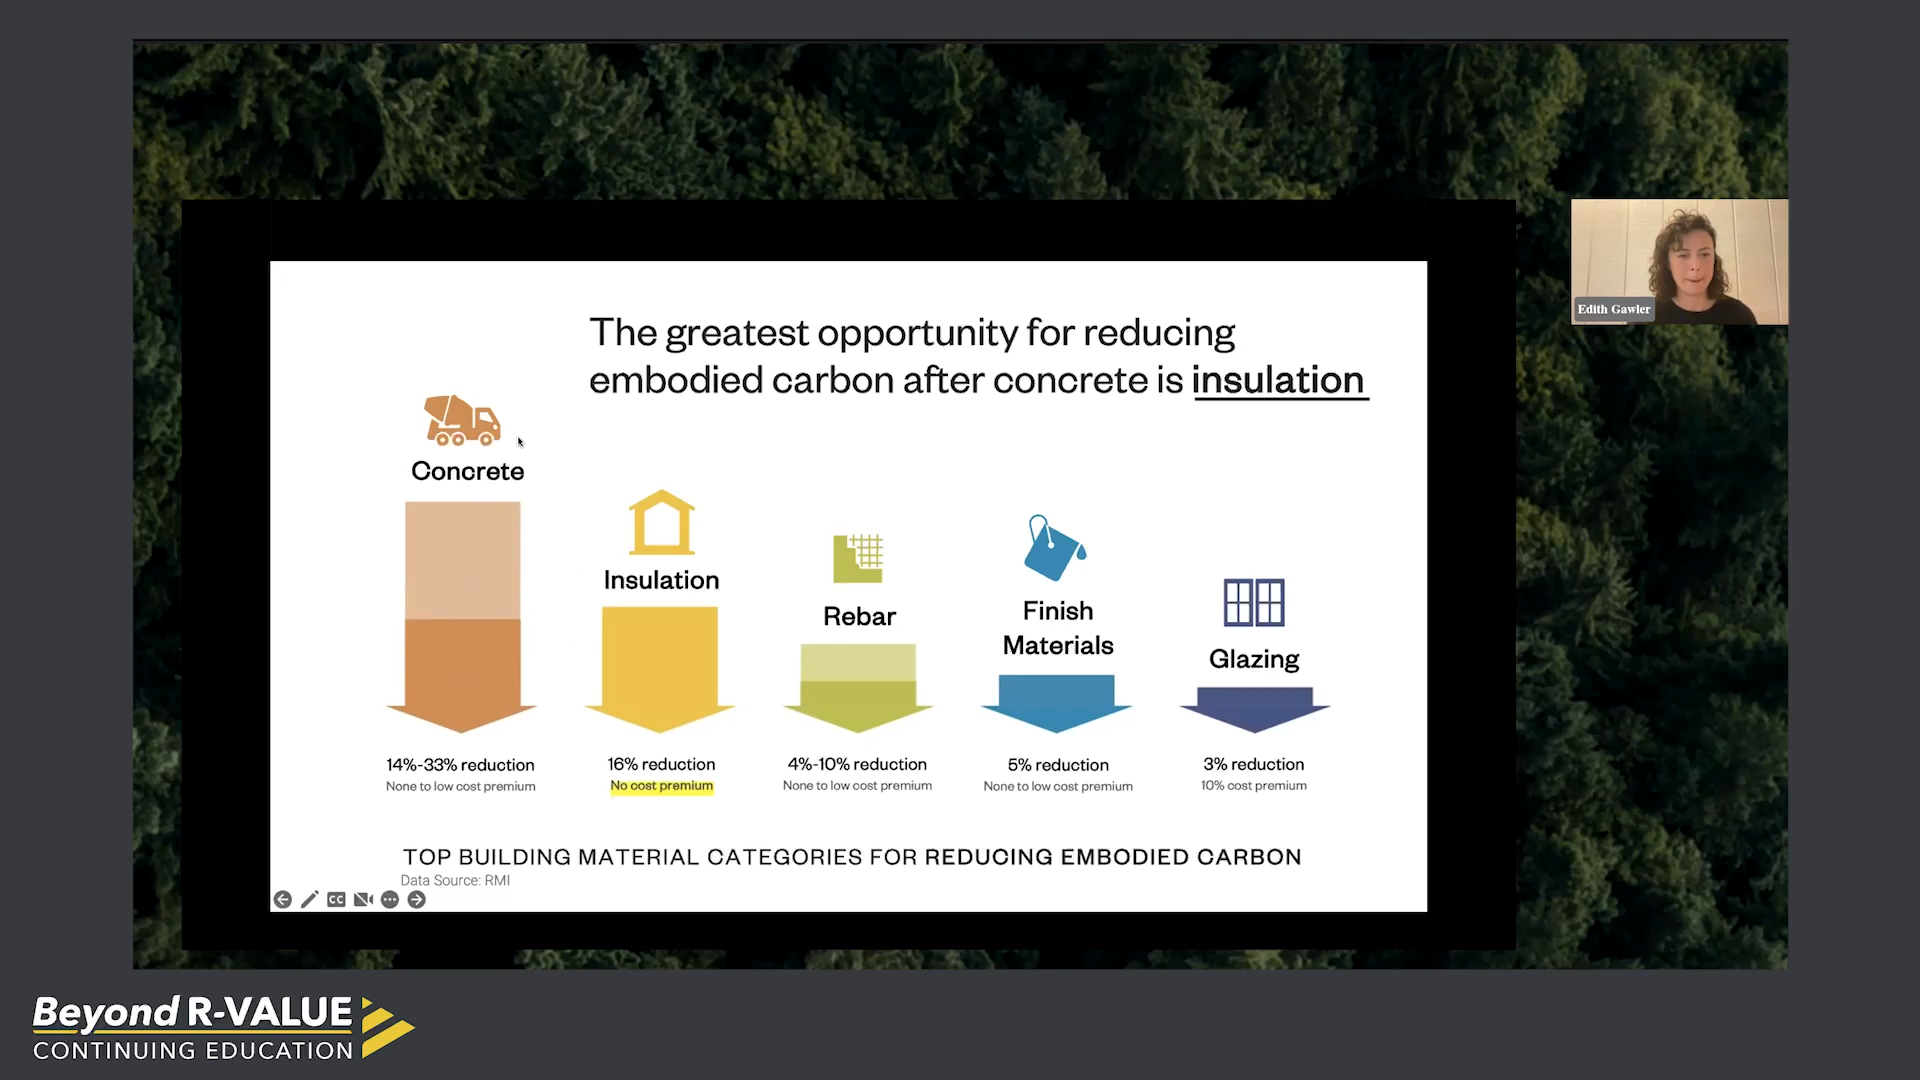 The greatest opportunity for reducing
embodied carbon after concrete is insulation
Concrete
Insulation
Rebar
Finish
Materials
Glazing
14%-33% reduction
None to low cost premium
16% reduction
No cost premium
4%-10% reduction
None to low cost premium
5% reduction
None to low cost premium
3% reduction
10% cost premium
TOP BUILDING MATERIAL CATEGORIES FOR REDUCING EMBODIED CARBON
Data Source: RMI
CC
Edith Gawler
Beyond R-VALUE
CONTINUING EDUCATION